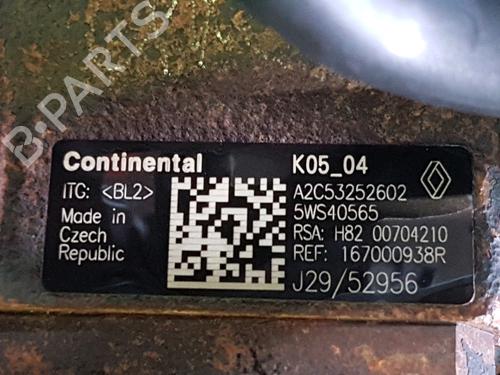 B-PARTS
Continental
ITC: <BL2>
Made in
Czech
Republic
K05_04
A2C53252602
5WS40565
RSA: H82 00704210
REF: 167000938R
J29/52956